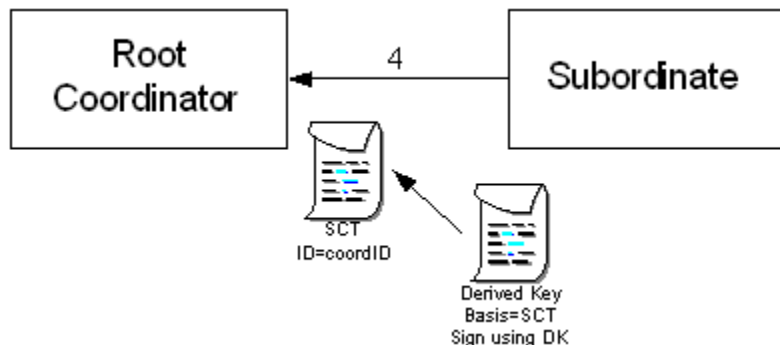 Root
Coordinator
4
Subordinate
SCT
ID=coordID
Derived Key
Basis=SCT
Sign using DK